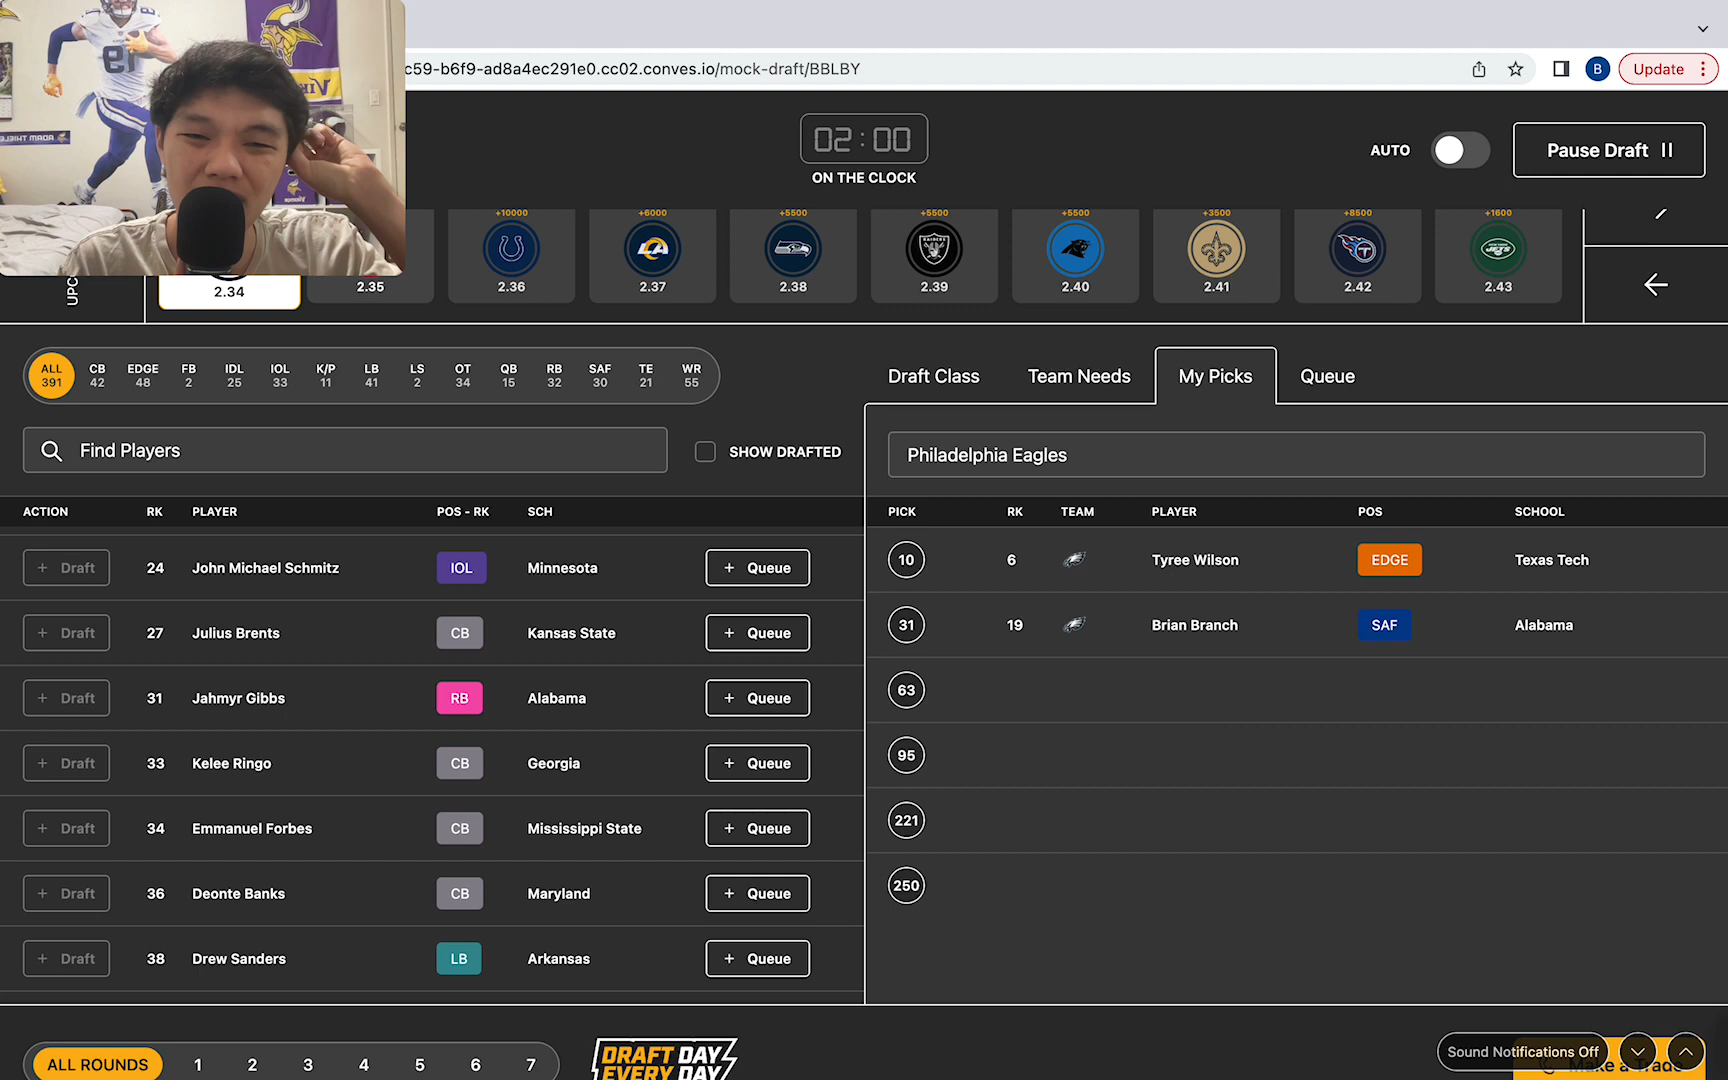 c59-b6f9-ad8a4ec291e0.cc02.conves.io/mock-draft/BBLBY
B
Update
02:00
ON THE CLOCK
AUTO
Pause Draft
UPC
2.34
2.35
+10000
2.36
+6000
2.37
+5500
2.38
+5500
RAIDERS
2.39
+5500
2.40
+3500
2.41
+8500
2.42
+1600
JETS
2.43
ALL 391
CB 42
EDGE 48
FB 2
IDL 25
IOL 33
K/P 11
LB 41
LS 2
OT 34
QB 15
RB 32
SAF 30
TE 21
WR 55
Find Players
SHOW DRAFTED
ACTION RK PLAYER POS - RK SCH
+ Draft 24 John Michael Schmitz IOL Minnesota + Queue
+ Draft 27 Julius Brents CB Kansas State + Queue
+ Draft 31 Jahmyr Gibbs RB Alabama + Queue
+ Draft 33 Kelee Ringo CB Georgia + Queue
+ Draft 34 Emmanuel Forbes CB Mississippi State + Queue
+ Draft 36 Deonte Banks CB Maryland + Queue
+ Draft 38 Drew Sanders LB Arkansas + Queue
Draft Class
Team Needs
My Picks
Queue
Philadelphia Eagles
PICK RK TEAM PLAYER POS SCHOOL
10 6 Tyree Wilson EDGE Texas Tech
31 19 Brian Branch SAF Alabama
63
95
221
250
ALL ROUNDS 1 2 3 4 5 6 7
DRAFT DAY
EVERY DAY
Sound Notifications Off
Make a Trade